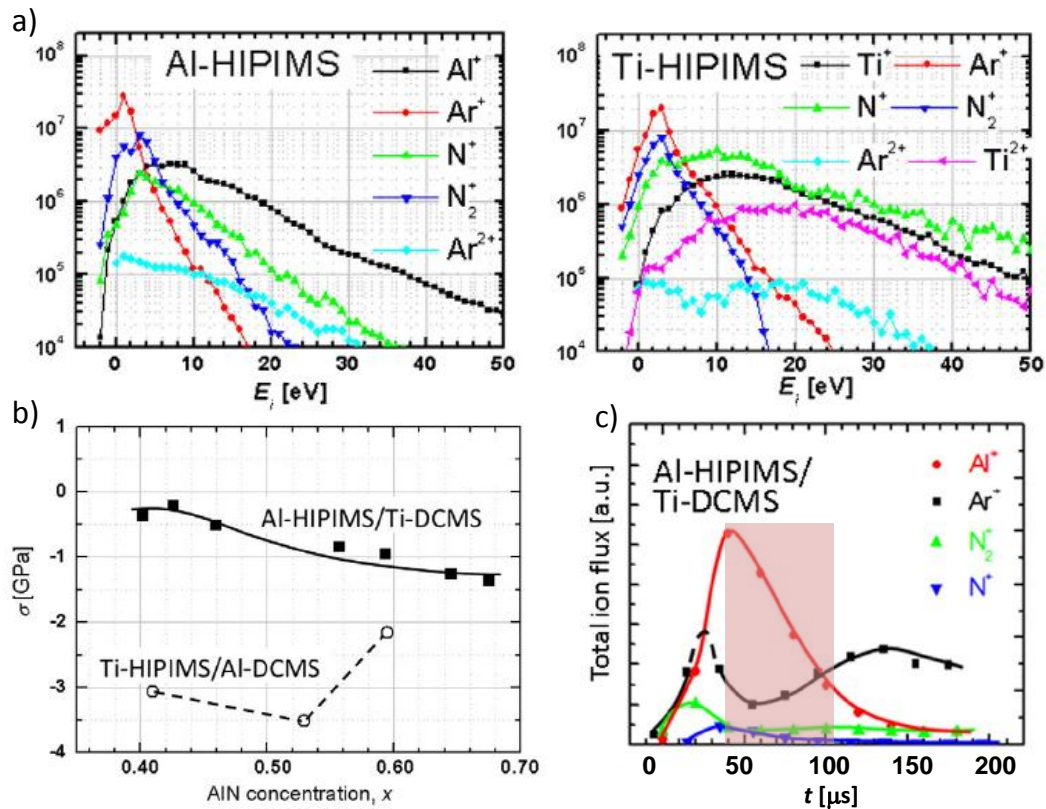 a)
Al-HIPIMS
Al⁺
Ar⁺
N⁺
N₂⁺
Ar²⁺
10⁸
10⁷
10⁶
10⁵
10⁴
0 10 20 30 40 50
Eᵢ [eV]
Ti-HIPIMS
Ti⁺ Ar⁺
N⁺ N₂⁺
Ar²⁺ Ti²⁺
10⁸
10⁷
10⁶
10⁵
10⁴
0 10 20 30 40 50
Eᵢ [eV]
b)
σ [GPa]
1
0
-1
-2
-3
-4
Al-HIPIMS/Ti-DCMS
Ti-HIPIMS/Al-DCMS
0.40 0.50 0.60 0.70
AlN concentration, x
c)
Total ion flux [a.u.]
Al-HIPIMS/
Ti-DCMS
Al⁺
Ar⁺
N₂⁺
N⁺
0 50 100 150 200
t [μs]